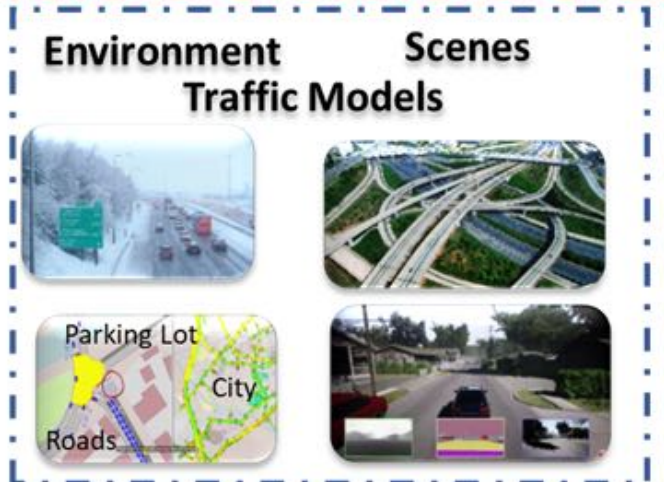 Environment
Scenes
Traffic Models
Parking Lot
City
Roads